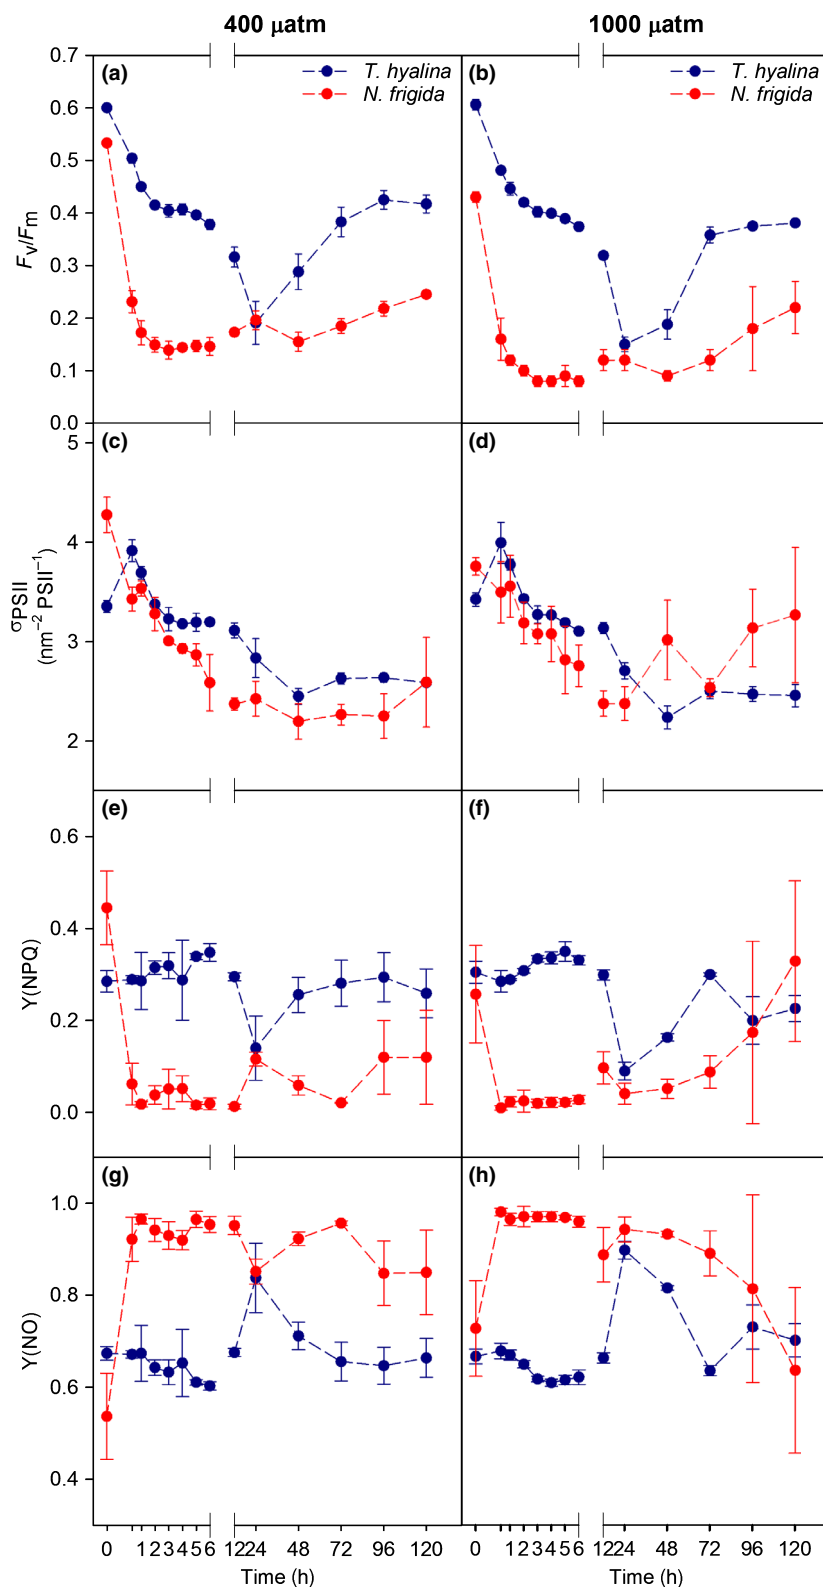 400 μatm 1000 μatm
0.7
(a) T. hyalina (b) T. hyalina
N. frigida N. frigida
0.6
0.5
0.4
Fv/Fm
0.3
0.2
0.1
0.0
5 (c) (d)
4
σPSII
(nm−2 PSII−1)
3
2
(e) (f)
0.6
0.4
Y(NPQ)
0.2
0.0
(g) (h)
1.0
0.8
Y(NO)
0.6
0.4
0 1 2 3 4 5 6 12 24 48 72 96 120 0 1 2 3 4 5 6 12 24 48 72 96 120
Time (h) Time (h)